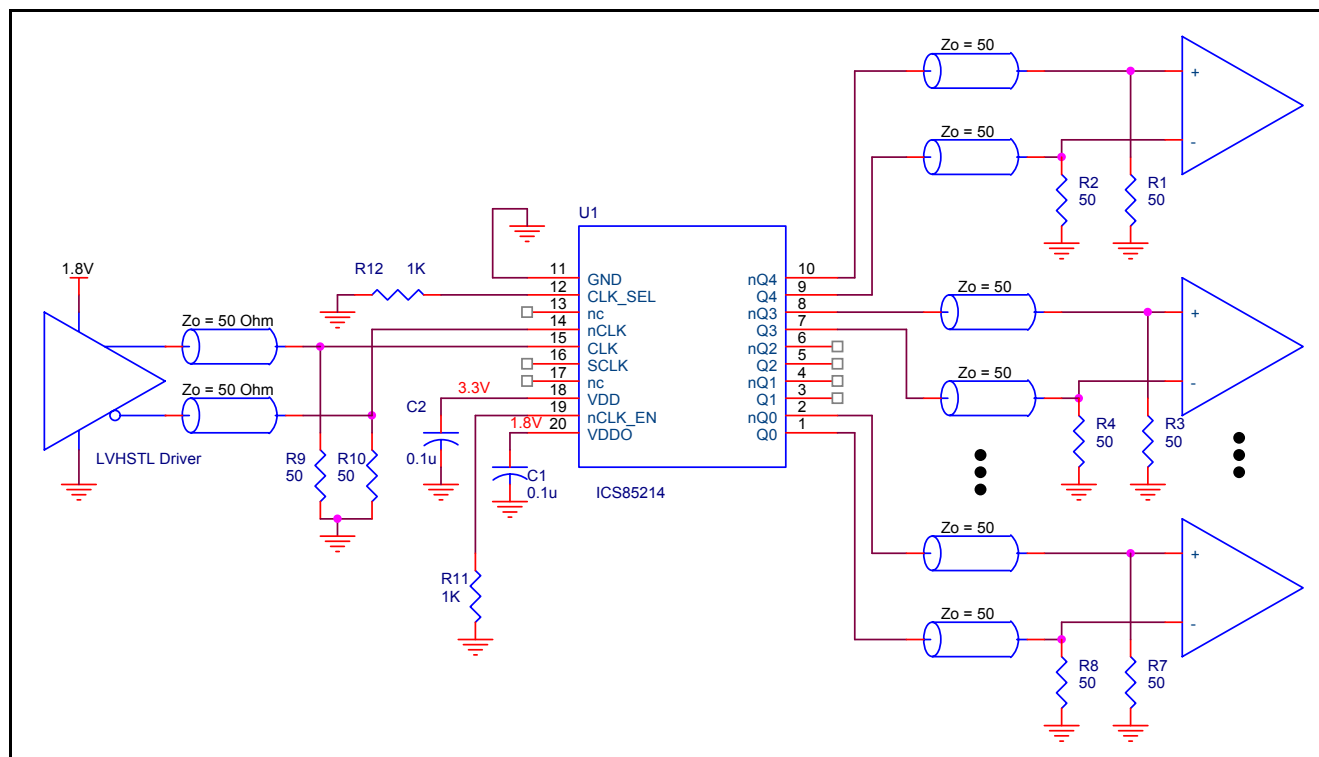 Zo = 50
+
Zo = 50
-
R2
50
R1
50
U1
1.8V
R12 1K
11 GND
12 CLK_SEL
13 nc
14 nCLK
15 CLK
16 SCLK
17 nc
18 VDD
19 nCLK_EN
20 VDDO
nQ4 10
Q4 9
nQ3 8
Q3 7
nQ2 6
Q2 5
nQ1 4
Q1 3
nQ0 2
Q0 1
ICS85214
Zo = 50 Ohm
Zo = 50 Ohm
LVHSTL Driver
R9
50
R10
50
3.3V
C2
0.1u
1.8V
C1
0.1u
R11
1K
Zo = 50
+
Zo = 50
-
R4
50
R3
50
Zo = 50
+
Zo = 50
-
R8
50
R7
50